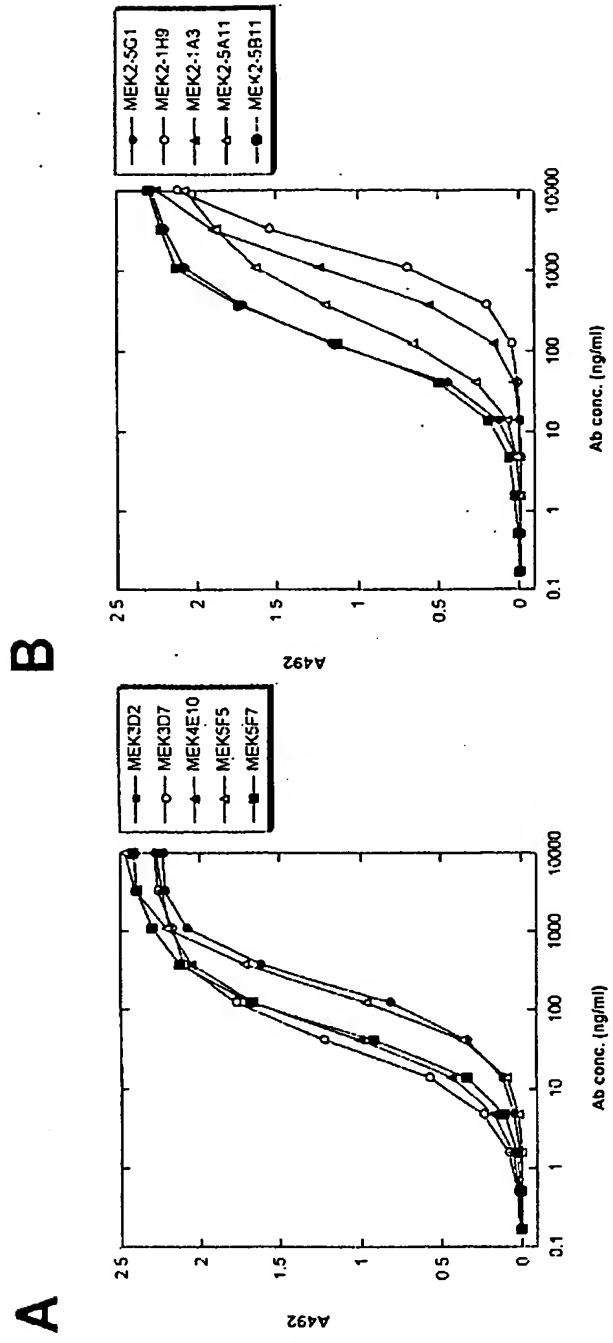 A
A492
2.5
2
1.5
1
0.5
0
0.1
1
10
100
1000
10000
Ab conc. (ng/ml)
MEK3D2
MEK3D7
MEK4E10
MEK5F5
MEK5F7
B
A492
2.5
2
1.5
1
0.5
0
0.1
1
10
100
1000
10000
Ab conc. (ng/ml)
MEK2-5G1
MEK2-1H9
MEK2-1A3
MEK2-5A11
MEK2-5B11